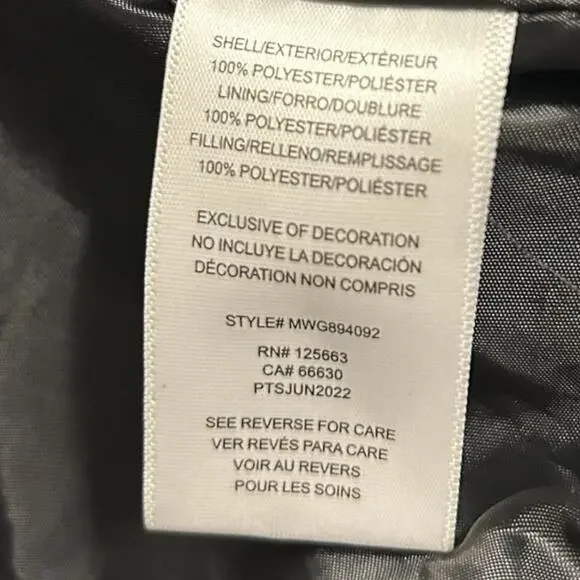 SHELL/EXTERIOR/EXTÉRIEUR
100% POLYESTER/POLIÉSTER
LINING/FORRO/DOUBLURE
100% POLYESTER/POLIÉSTER
FILLING/RELLENO/REMPLISSAGE
100% POLYESTER/POLIÉSTER
EXCLUSIVE OF DECORATION
NO INCLUYE LA DECORACIÓN
DÉCORATION NON COMPRIS
STYLE# MWG894092
RN# 125663
CA# 66630
PTSJUN2022
SEE REVERSE FOR CARE
VER REVÉS PARA CARE
VOIR AU REVERS
POUR LES SOINS